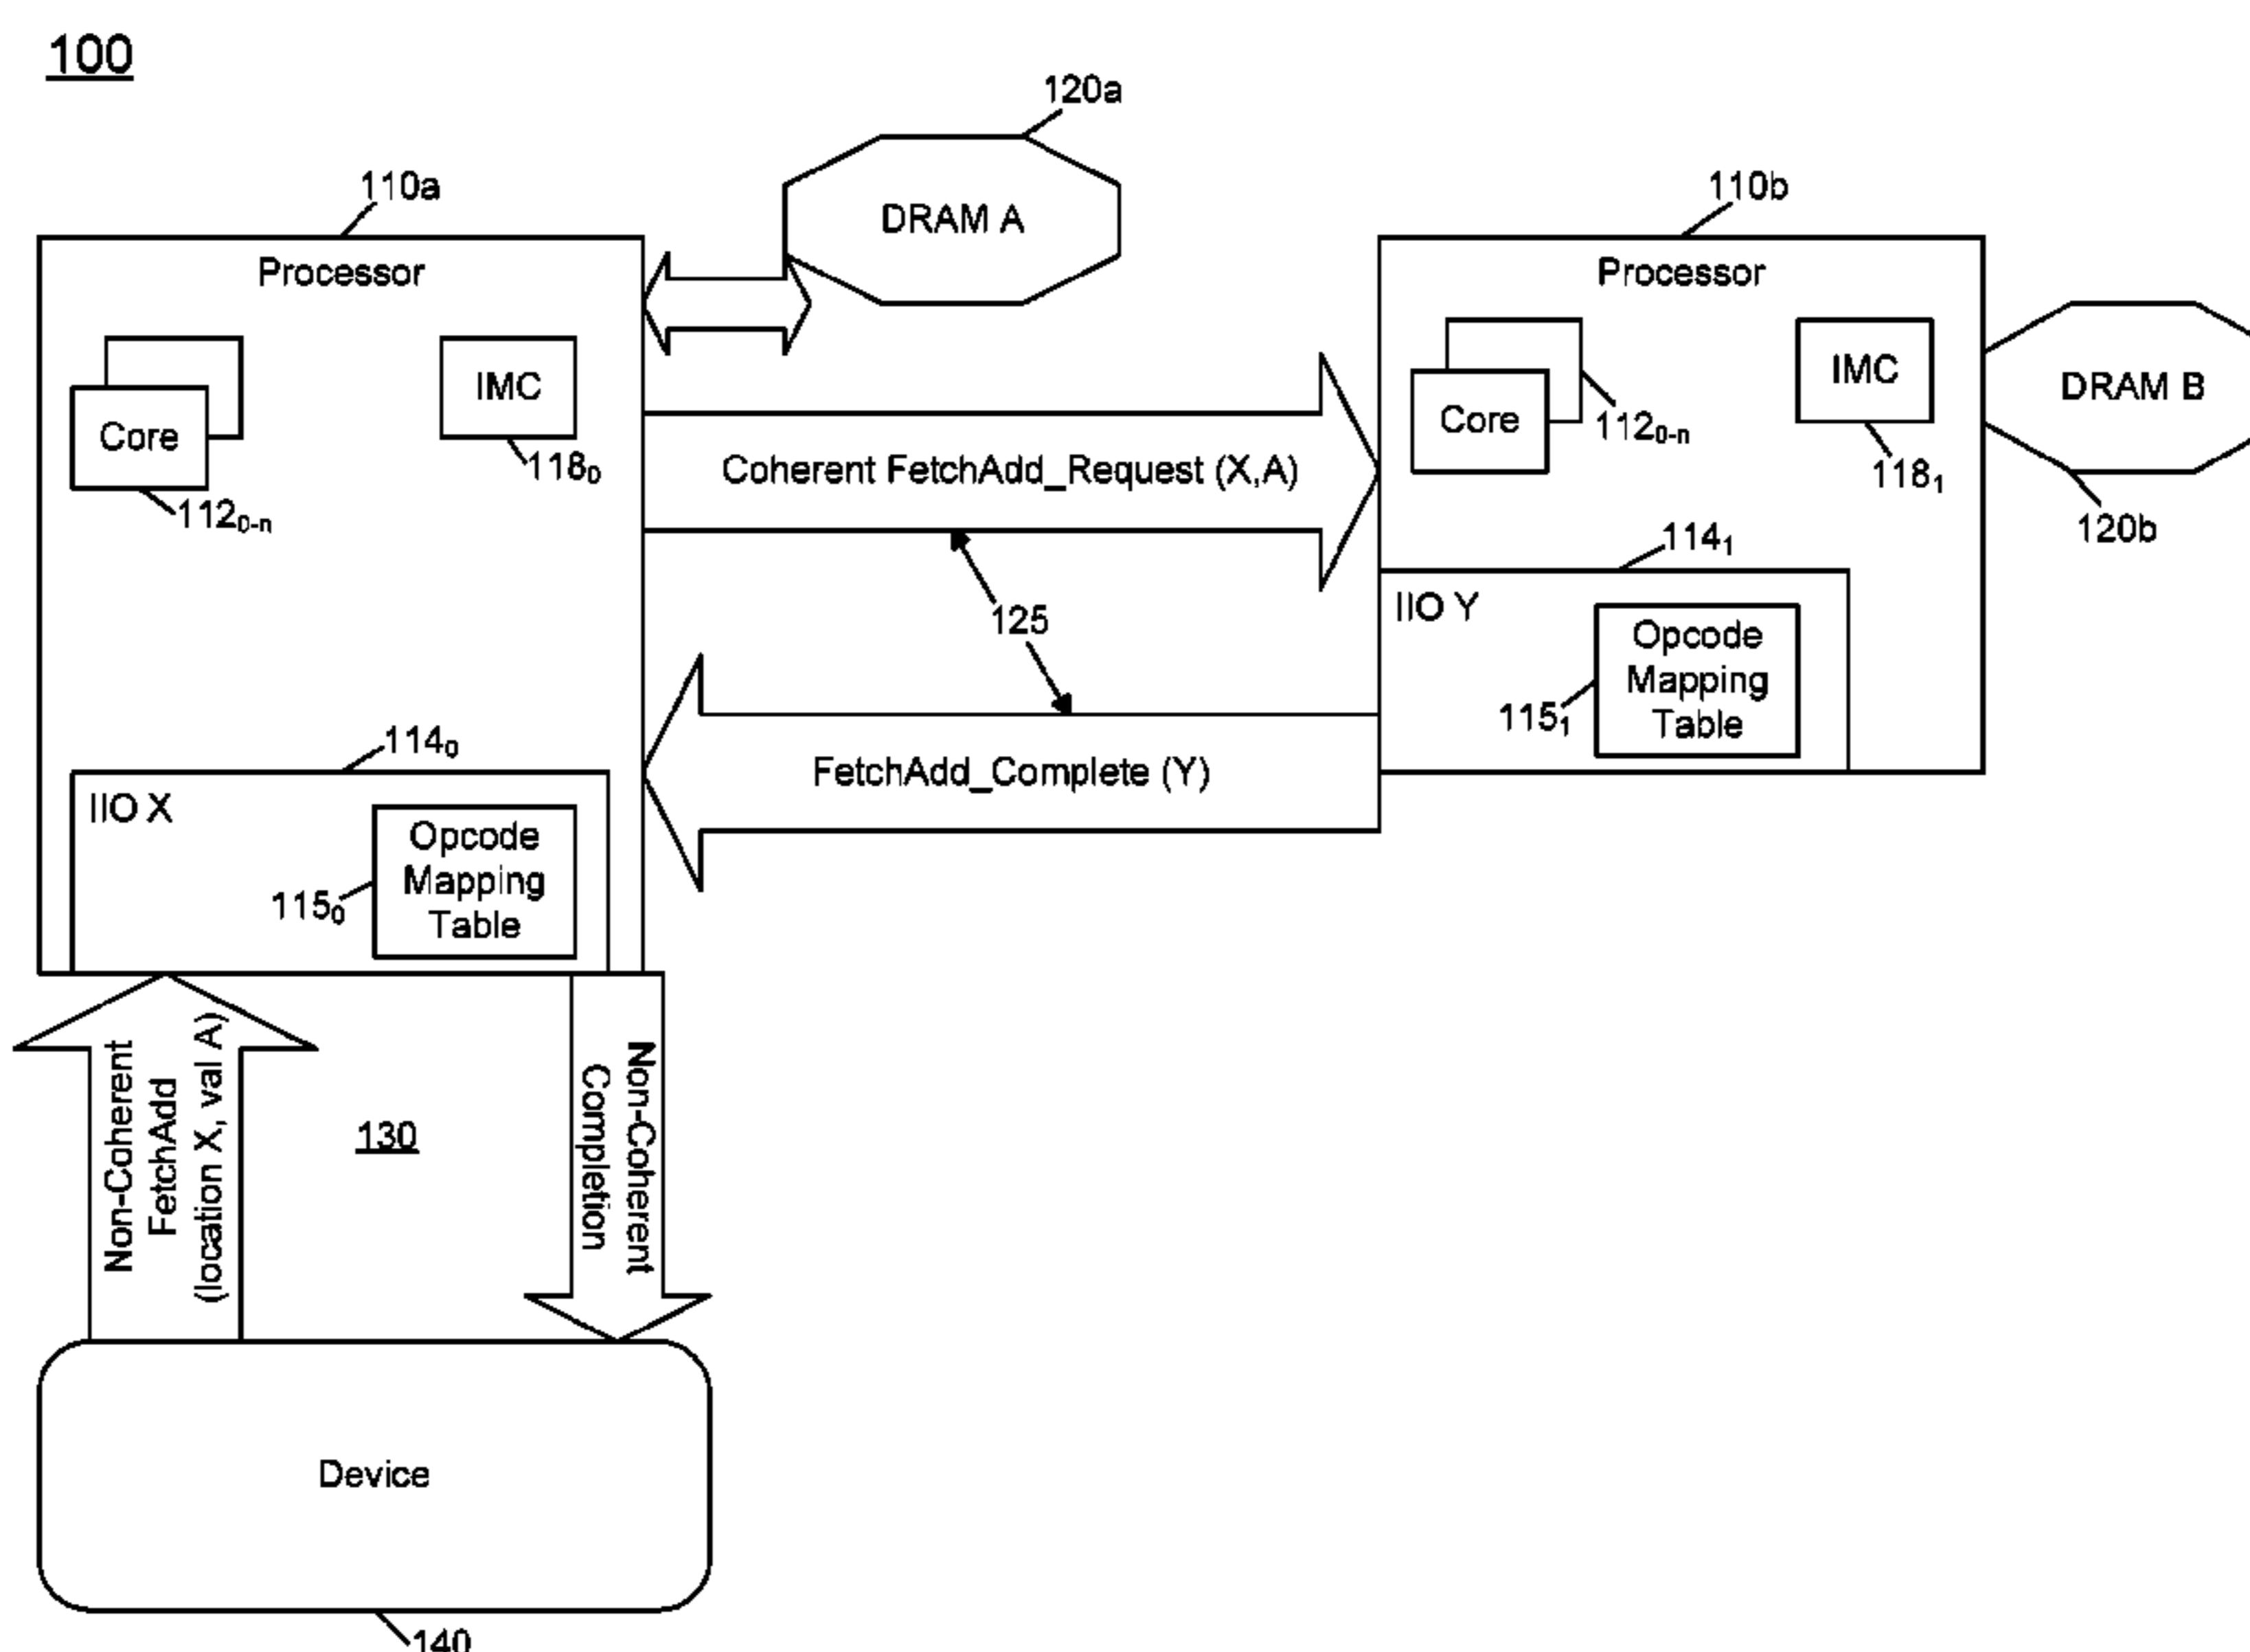 100
120a
110a
DRAM A
110b
Processor
Processor
IMC
Core
118₀
112₀₋ₙ
IMC
Core
112₀₋ₙ
118₁
DRAM B
120b
Coherent FetchAdd_Request (X,A)
125
114₁
IIO Y
Opcode
Mapping
Table
115₁
FetchAdd_Complete (Y)
114₀
IIO X
Opcode
Mapping
Table
115₀
Non-Coherent
FetchAdd
(location X, val A)
130
Non-Coherent
Completion
Device
140